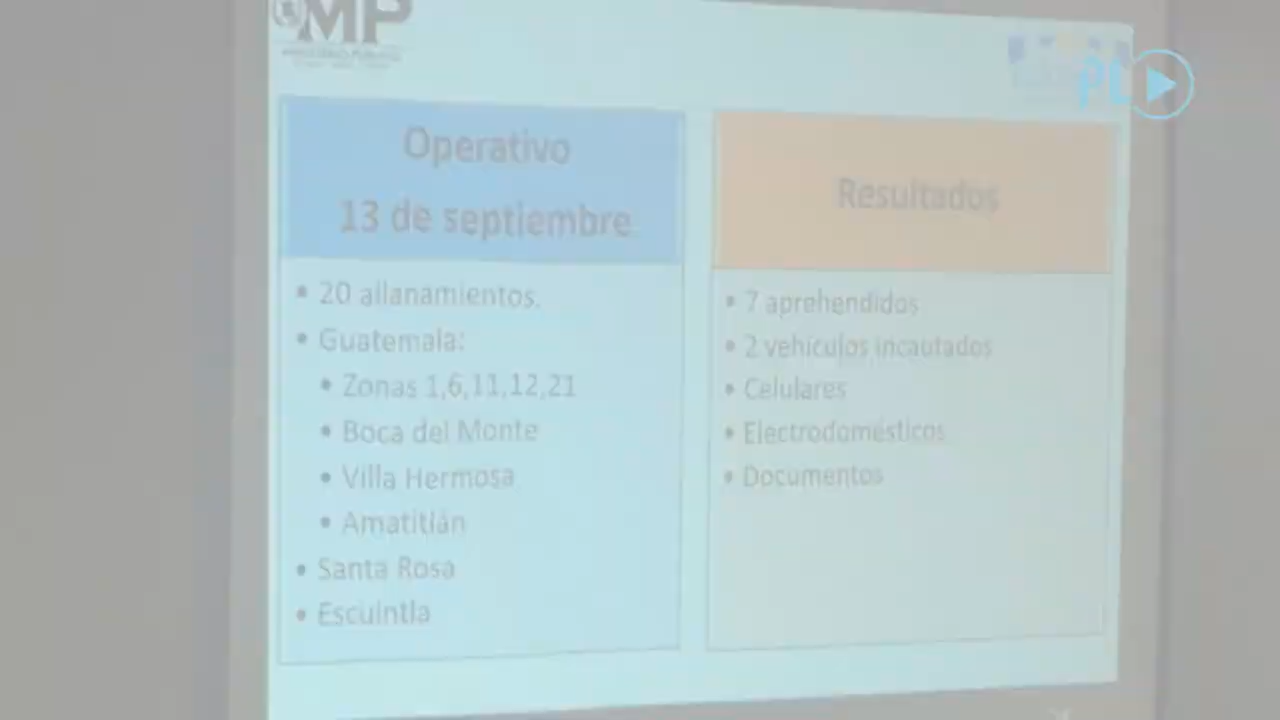 MP
PL
Operativo
13 de septiembre
• 20 allanamientos.
• Guatemala:
• Zonas 1,6,11,12,21
• Boca del Monte
• Villa Hermosa
• Amatitlán
• Santa Rosa
• Escuintla
Resultados
• 7 aprehendidos
• 2 vehículos incautados
• Celulares
• Electrodomésticos
• Documentos